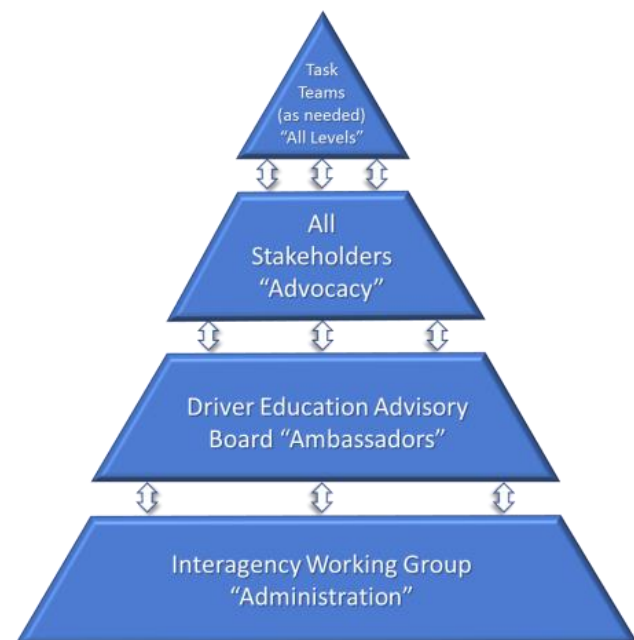 Task
Teams
(as needed)
“All Levels”
All
Stakeholders
“Advocacy”
Driver Education Advisory
Board “Ambassadors”
Interagency Working Group
“Administration”